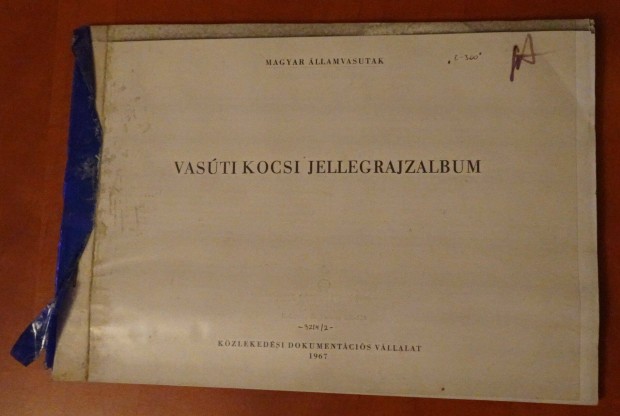 MAGYAR ÁLLAMVASUTAK
VASÚTI KOCSI JELLEGRAJZALBUM
KÖZLEKEDÉSI DOKUMENTÁCIÓS VÁLLALAT
1967